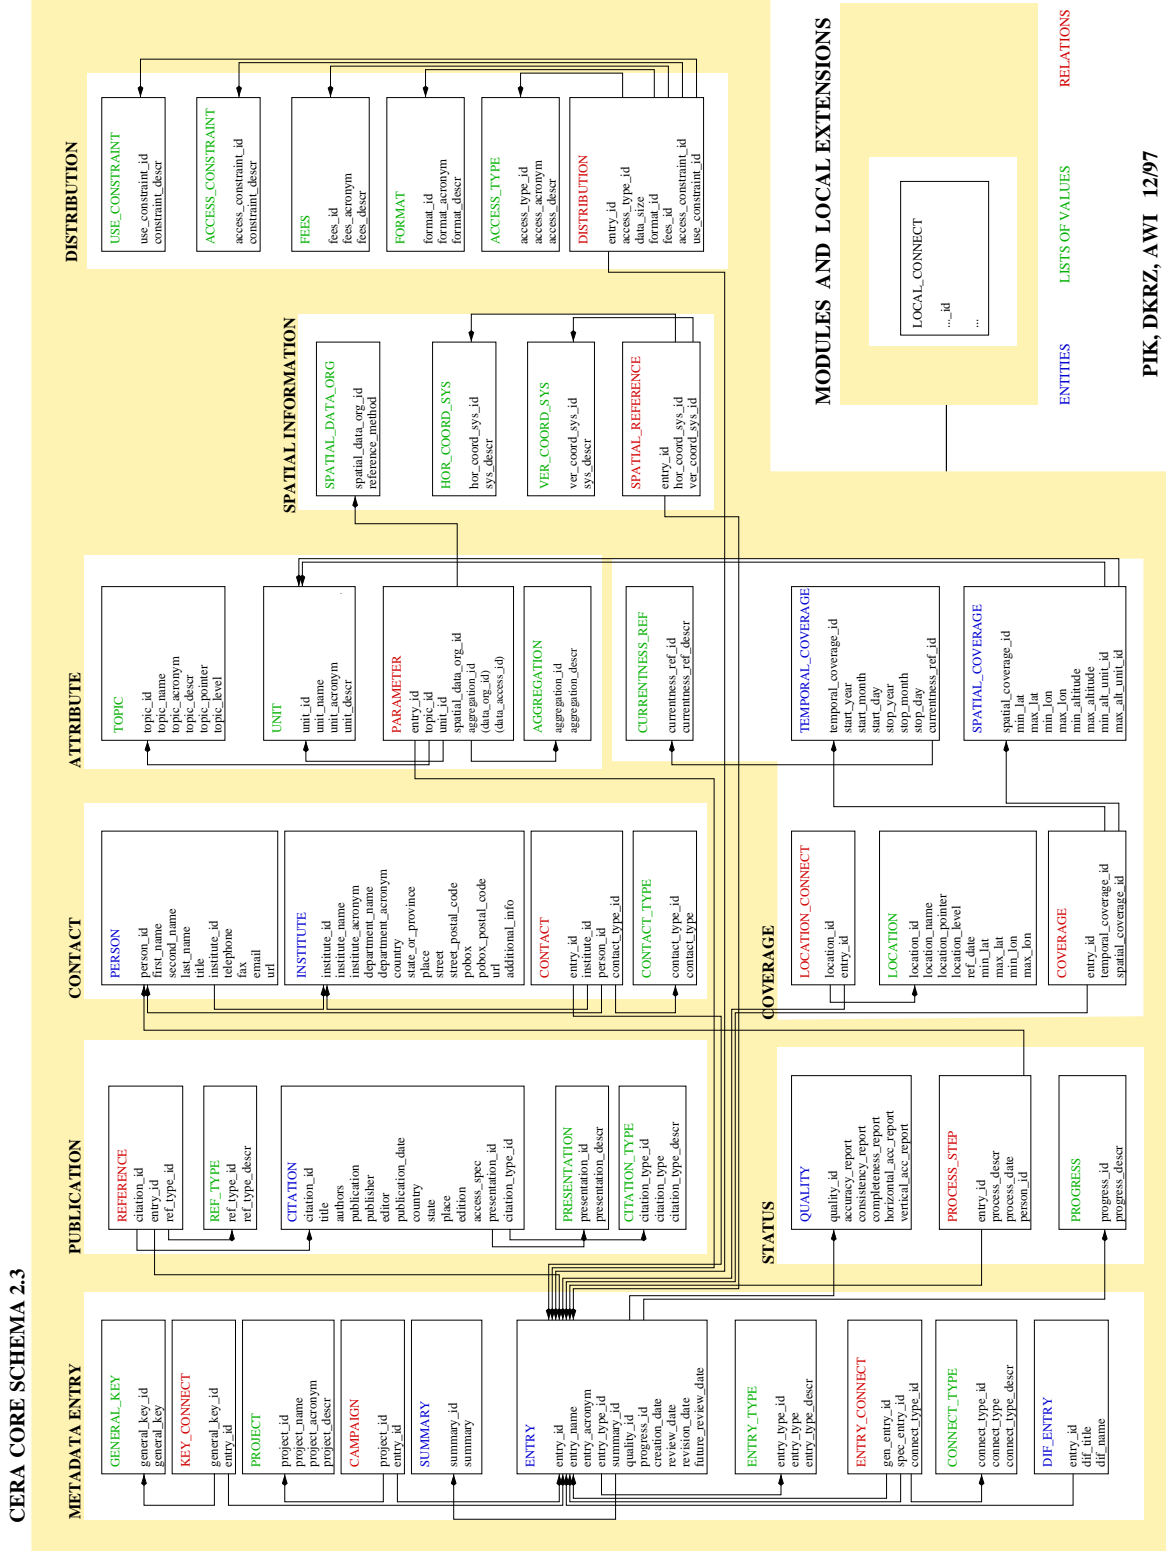 CERA CORE SCHEMA 2.3
METADATA ENTRY
GENERAL_KEY
general_key_id
general_key
KEY_CONNECT
general_key_id
entry_id
PROJECT
project_id
project_name
project_acronym
project_descr
CAMPAIGN
project_id
entry_id
SUMMARY
summary_id
summary
ENTRY
entry_id
entry_name
entry_acronym
entry_type_id
summary_id
quality_id
progress_id
creation_date
review_date
revision_date
future_review_date
ENTRY_TYPE
entry_type_id
entry_type
entry_type_descr
ENTRY_CONNECT
gen_entry_id
spec_entry_id
connect_type_id
CONNECT_TYPE
connect_type_id
connect_type
connect_type_descr
DIF_ENTRY
entry_id
dif_title
dif_name
PUBLICATION
REFERENCE
citation_id
entry_id
ref_type_id
REF_TYPE
ref_type_id
ref_type_descr
CITATION
citation_id
title
authors
publication
publisher
editor
publication_date
country
state
place
edition
access_spec
presentation_id
citation_type_id
PRESENTATION
presentation_id
presentation_descr
CITATION_TYPE
citation_type_id
citation_type
citation_type_descr
STATUS
QUALITY
quality_id
accuracy_report
consistency_report
completeness_report
horizontal_acc_report
vertical_acc_report
PROCESS_STEP
entry_id
process_descr
process_date
person_id
PROGRESS
progress_id
progress_descr
CONTACT
PERSON
person_id
first_name
second_name
last_name
title
institute_id
telephone
fax
email
url
INSTITUTE
institute_id
institute_name
institute_acronym
department_name
department_acronym
country
state_or_province
place
street
street_postal_code
pobox
pobox_postal_code
url
additional_info
CONTACT
entry_id
institute_id
person_id
contact_type_id
CONTACT_TYPE
contact_type_id
contact_type
COVERAGE
LOCATION_CONNECT
location_id
entry_id
LOCATION
location_id
location_name
location_pointer
location_level
ref_date
min_lat
max_lat
min_lon
max_lon
COVERAGE
entry_id
temporal_coverage_id
spatial_coverage_id
CURRENTNESS_REF
currentness_ref_id
currentness_ref_descr
TEMPORAL_COVERAGE
temporal_coverage_id
start_year
start_month
start_day
stop_year
stop_month
stop_day
currentness_ref_id
SPATIAL_COVERAGE
spatial_coverage_id
min_lat
max_lat
min_lon
max_lon
min_altitude
max_altitude
min_alt_unit_id
max_alt_unit_id
ATTRIBUTE
TOPIC
topic_id
topic_name
topic_acronym
topic_descr
topic_pointer
topic_level
UNIT
unit_id
unit_name
unit_acronym
unit_descr
PARAMETER
entry_id
topic_id
unit_id
spatial_data_org_id
aggregation_id
(data_org_id)
(data_access_id)
AGGREGATION
aggregation_id
aggregation_descr
SPATIAL INFORMATION
SPATIAL_DATA_ORG
spatial_data_org_id
reference_method
HOR_COORD_SYS
hor_coord_sys_id
sys_descr
VER_COORD_SYS
ver_coord_sys_id
sys_descr
SPATIAL_REFERENCE
entry_id
hor_coord_sys_id
ver_coord_sys_id
DISTRIBUTION
USE_CONSTRAINT
use_constraint_id
constraint_descr
ACCESS_CONSTRAINT
access_constraint_id
constraint_descr
FEES
fees_id
fees_acronym
fees_descr
FORMAT
format_id
format_acronym
format_descr
ACCESS_TYPE
access_type_id
access_acronym
access_descr
DISTRIBUTION
entry_id
access_type_id
data_size
format_id
fees_id
access_constraint_id
use_constraint_id
MODULES AND LOCAL EXTENSIONS
LOCAL_CONNECT
..._id
...
ENTITIES LISTS OF VALUES RELATIONS
PIK, DKRZ, AWI 12/97